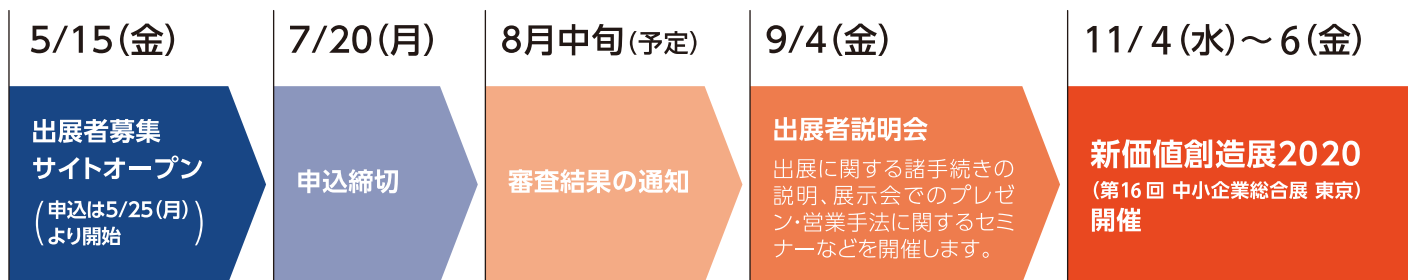 5/15(金)
出展者募集
サイトオープン
(申込は5/25(月)
より開始)
7/20(月)
申込締切
8月中旬(予定)
審査結果の通知
9/4(金)
出展者説明会
出展に関する諸手続きの
説明、展示会でのプレゼ
ン・営業手法に関するセミ
ナーなどを開催します。
11/4(水)～6(金)
新価値創造展2020
(第16回 中小企業総合展 東京)
開催